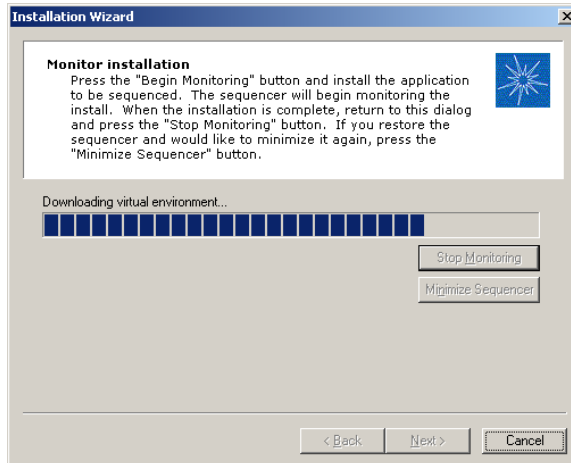 Installation Wizard
Monitor installation
Press the "Begin Monitoring" button and install the application
to be sequenced. The sequencer will begin monitoring the
install. When the installation is complete, return to this dialog
and press the "Stop Monitoring" button. If you restore the
sequencer and would like to minimize it again, press the
"Minimize Sequencer" button.
Downloading virtual environment...
Stop Monitoring
Minimize Sequencer
< Back
Next >
Cancel